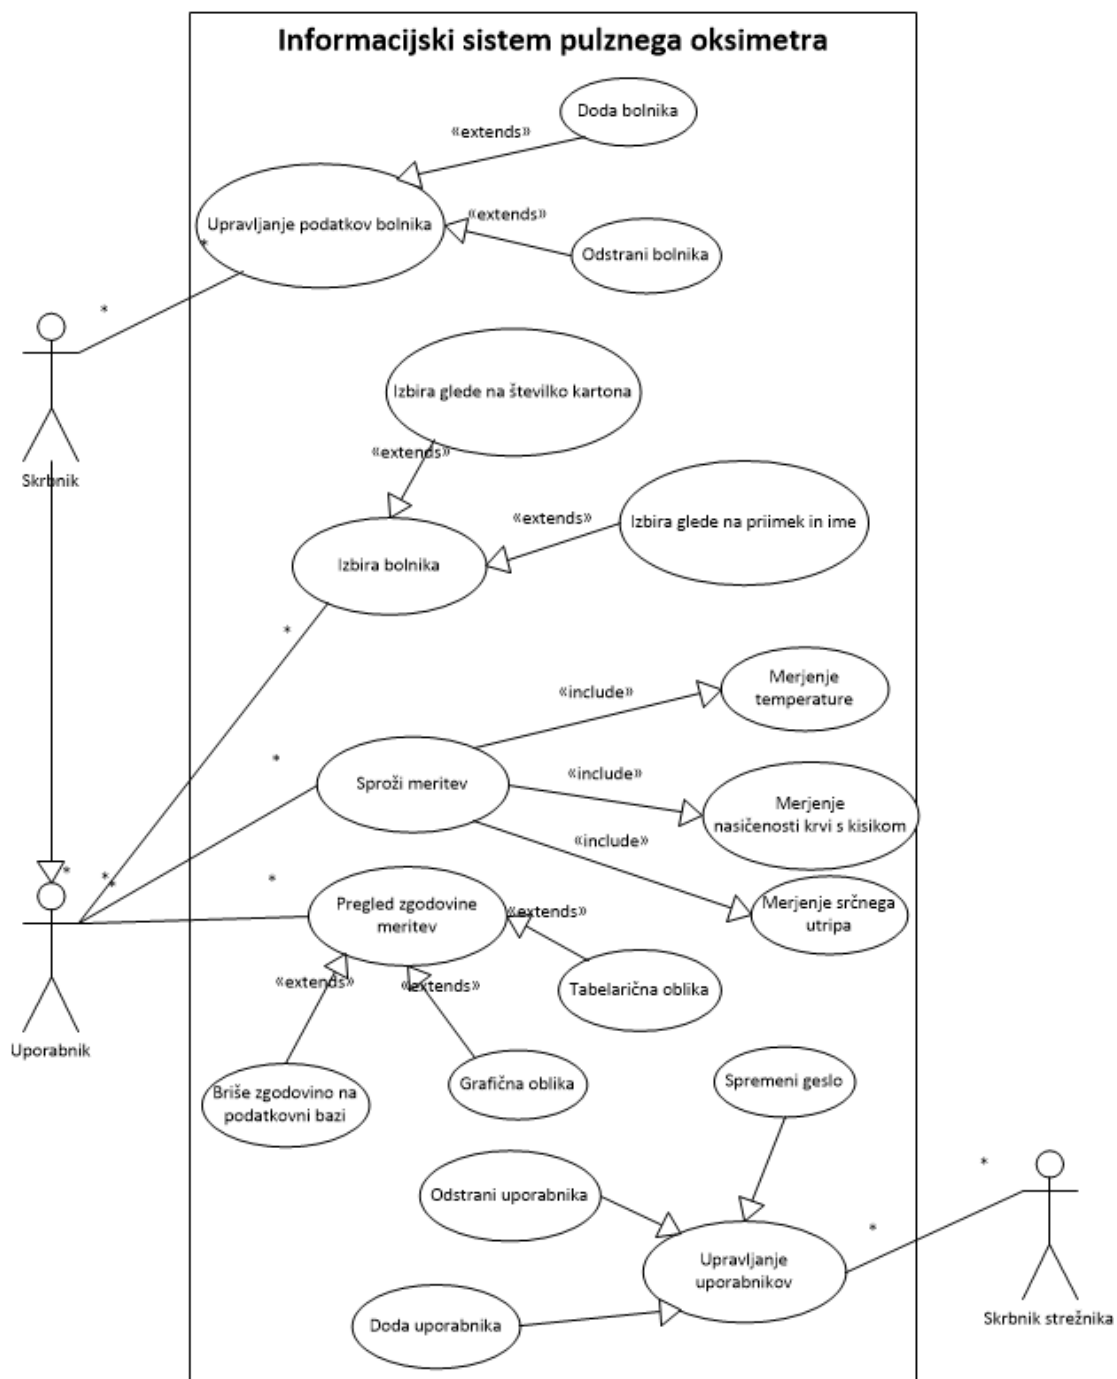 Informacijski sistem pulznega oksimetra
Doda bolnika
«extends»
Upravljanje podatkov bolnika
*
«extends»
Odstrani bolnika
*
Skrbnik
Izbira glede na številko kartona
«extends»
«extends»
Izbira glede na priimek in ime
Izbira bolnika
*
Merjenje
temperature
«include»
*
Sproži meritev
«include»
Merjenje
nasičenosti krvi s kisikom
«include»
*
*
*
*
Merjenje srčnega
utripa
Pregled zgodovine
meritev
«extends»
«extends»
«extends»
Tabelarična oblika
Uporabnik
Briše zgodovino na
podatkovni bazi
Grafična oblika
Spremeni geslo
Odstrani uporabnika
*
*
Upravljanje
uporabnikov
Doda uporabnika
Skrbnik strežnika